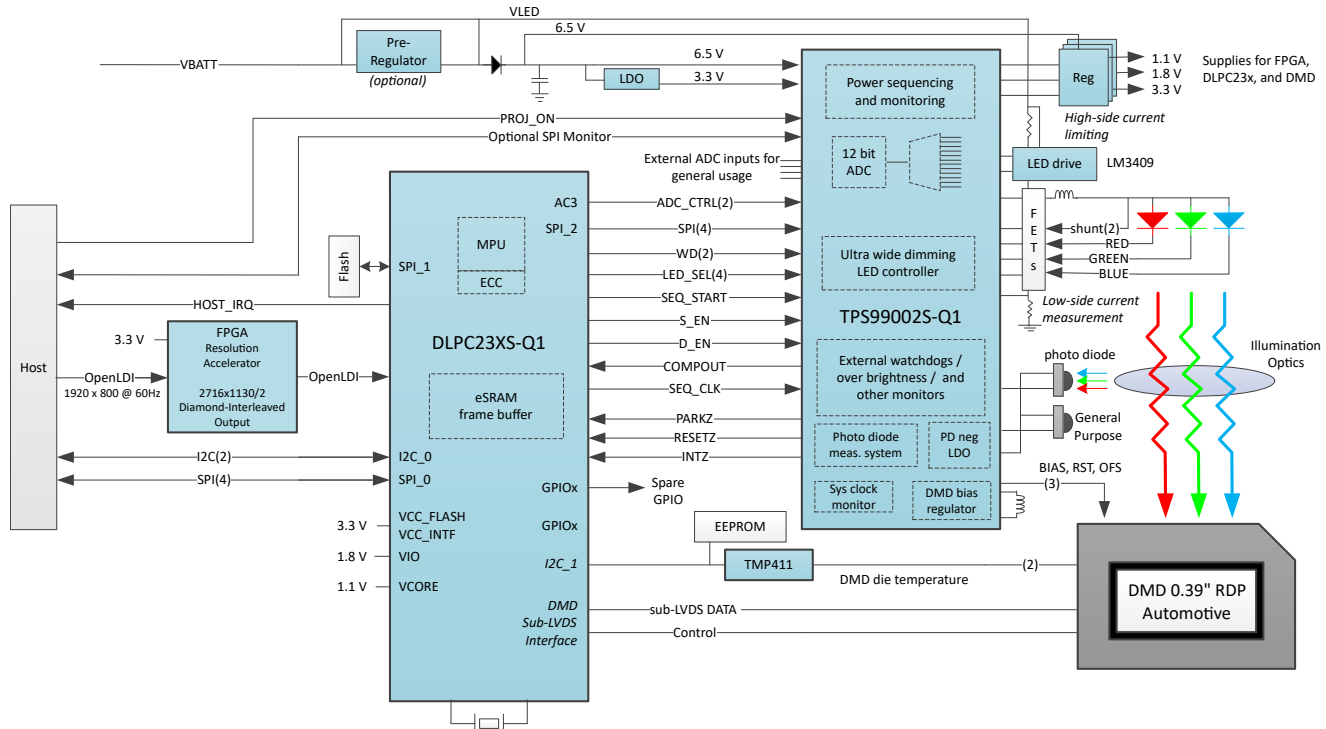 VLED
6.5 V
Pre-
Regulator
(optional)
VBATT
6.5 V
3.3 V
LDO
Power sequencing
and monitoring
Reg
1.1 V
1.8 V
3.3 V
Supplies for FPGA,
DLPC23x, and DMD
High-side current
limiting
PROJ_ON
Optional SPI Monitor
External ADC inputs for
general usage
12 bit
ADC
LED drive
LM3409
AC3
ADC_CTRL(2)
SPI_2
SPI(4)
WD(2)
LED_SEL(4)
SEQ_START
S_EN
D_EN
COMPOUT
SEQ_CLK
PARKZ
RESETZ
INTZ
MPU
ECC
Flash
SPI_1
HOST_IRQ
F
E
T
s
shunt(2)
RED
GREEN
BLUE
Ultra wide dimming
LED controller
Low-side current
measurement
TPS99002S-Q1
DLPC23XS-Q1
Host
3.3 V
FPGA
Resolution
Accelerator
2716x1130/2
Diamond-Interleaved
Output
OpenLDI
1920 x 800 @ 60Hz
OpenLDI
eSRAM
frame buffer
External watchdogs /
over brightness / and
other monitors
photo diode
Illumination
Optics
General
Purpose
Photo diode
meas. system
PD neg
LDO
Sys clock
monitor
DMD bias
regulator
BIAS, RST, OFS
(3)
I2C(2)
I2C_0
SPI(4)
SPI_0
GPIOx
Spare
GPIO
3.3 V
VCC_FLASH
VCC_INTF
GPIOx
1.8 V
VIO
EEPROM
I2C_1
TMP411
DMD die temperature
(2)
1.1 V
VCORE
DMD
Sub-LVDS
Interface
sub-LVDS DATA
Control
DMD 0.39" RDP
Automotive